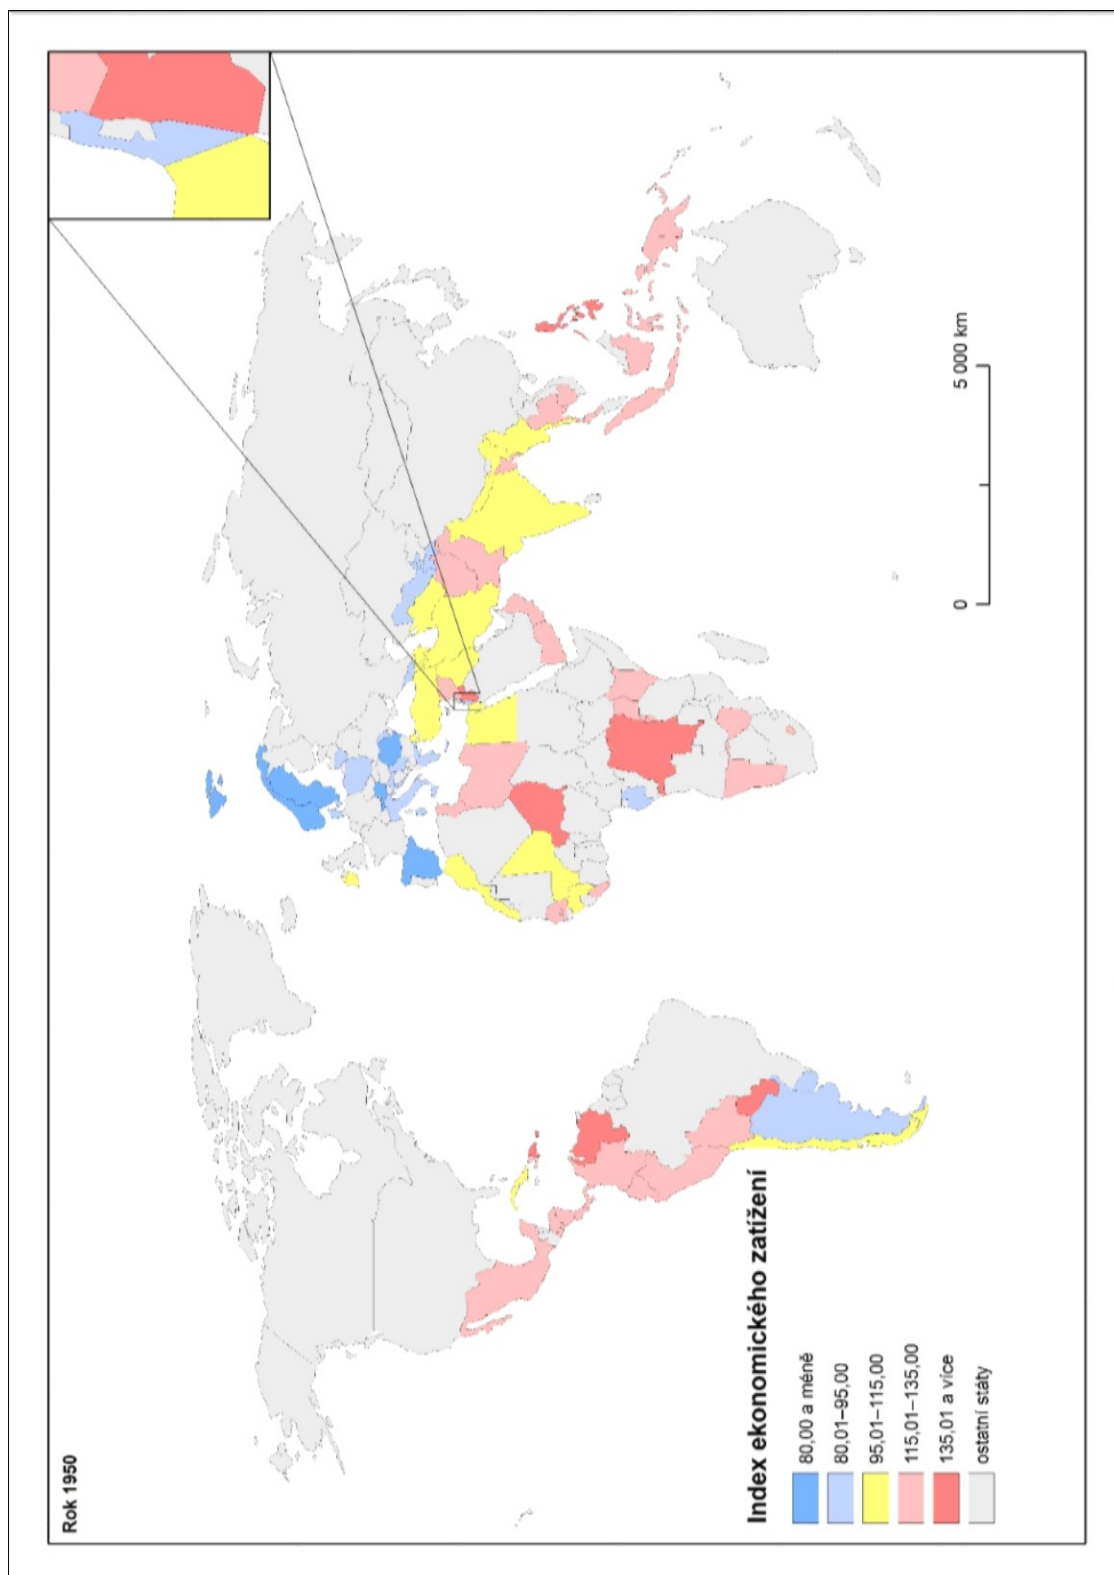 Rok 1950
Index ekonomického zatížení
80,00 a méně
80,01–95,00
95,01–115,00
115,01–135,00
135,01 a více
ostatní státy
0 5 000 km